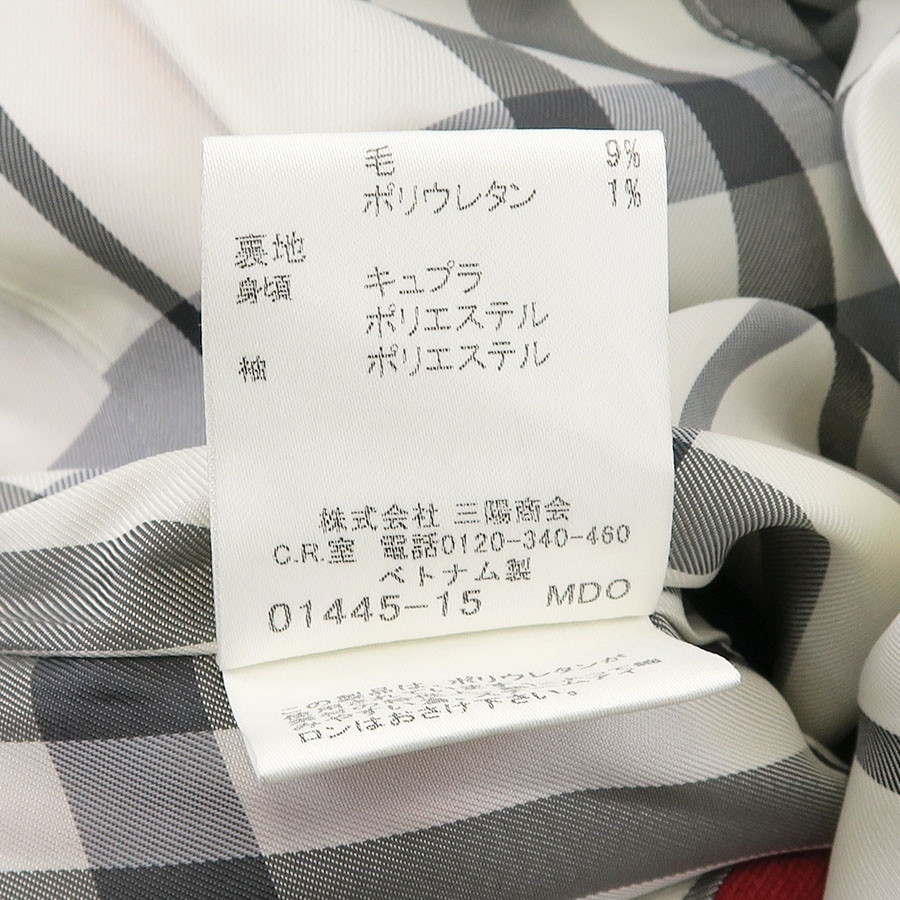 毛 9%
ポリウレタン 1%
裏地
身頃 キュプラ
ポリエステル
ポリエステル
株式会社 三陽商会
C.R.室 電話0120-340-460
ベトナム製
01445-15 MDO
この製品は、ポリウレタンが
ロンはおさけ下さい。